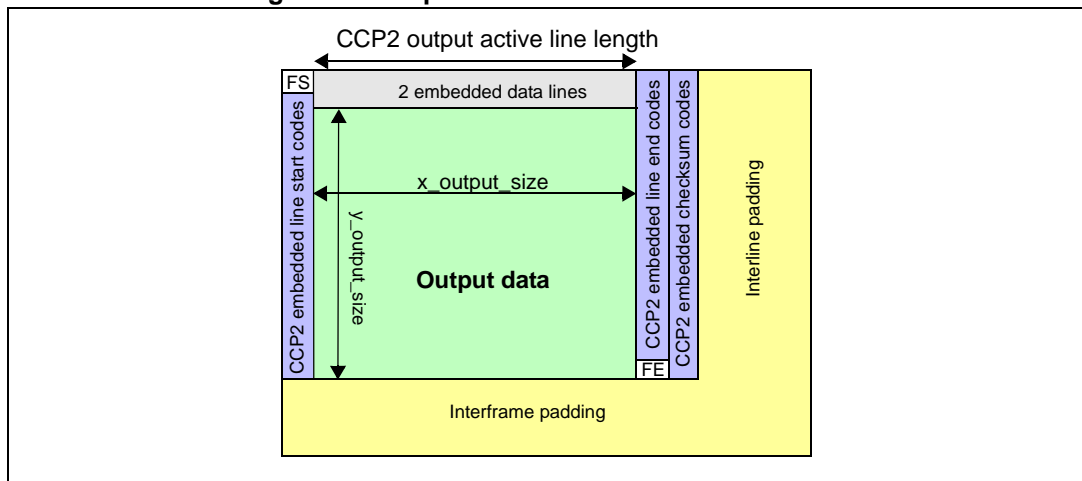 CCP2 output active line length
FS
2 embedded data lines
CCP2 embedded line start codes
x_output_size
y_output_size
Output data
CCP2 embedded line end codes
FE
CCP2 embedded checksum codes
Interline padding
Interframe padding